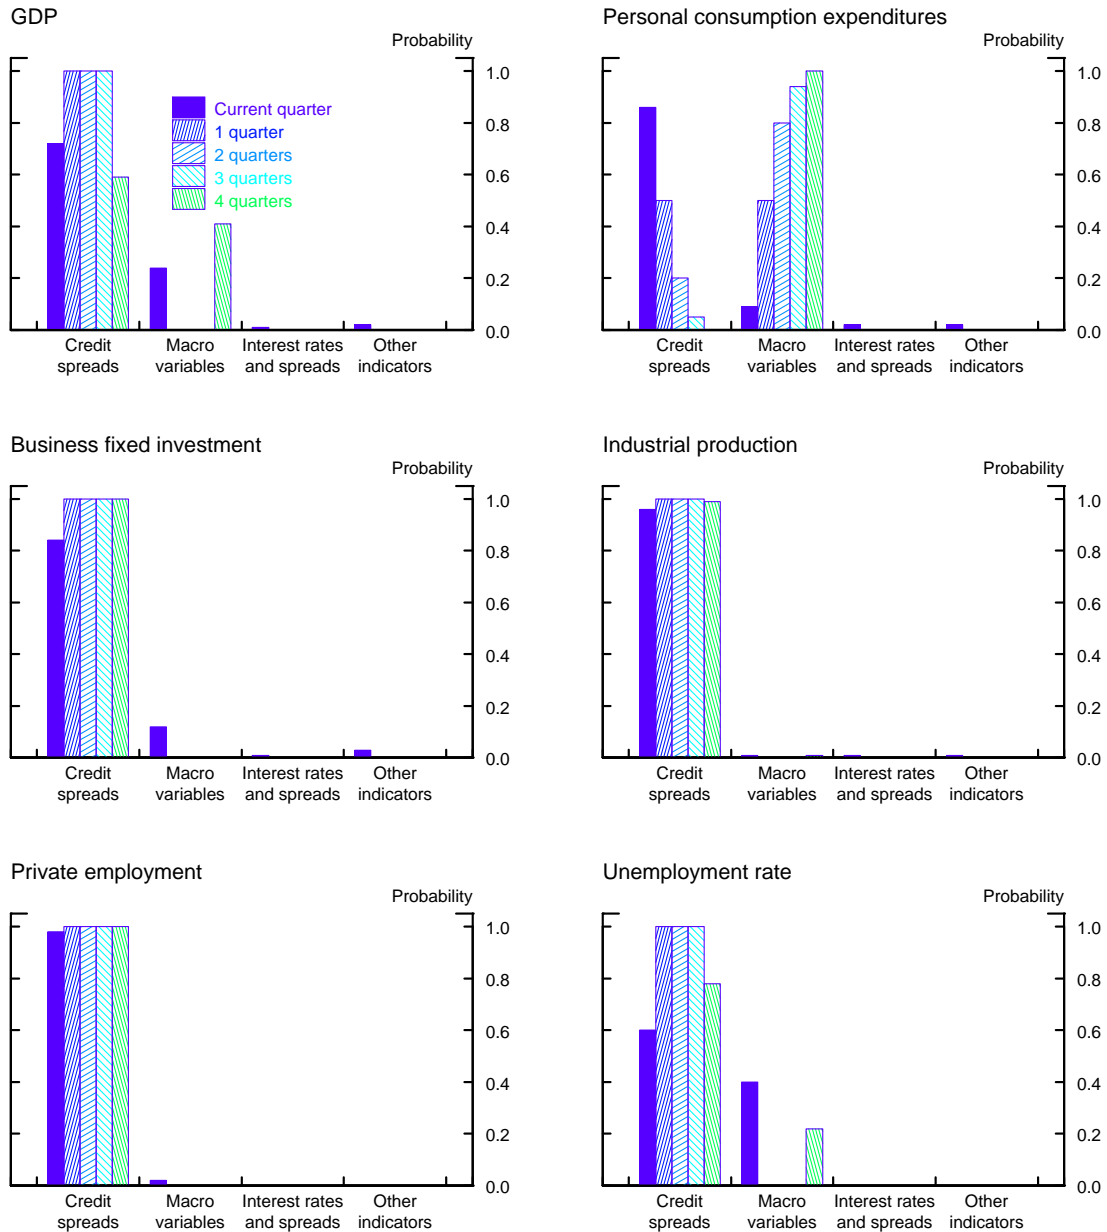 GDP
Probability
1.0
0.8
0.6
0.4
0.2
0.0
Current quarter
1 quarter
2 quarters
3 quarters
4 quarters
Credit spreads
Macro variables
Interest rates and spreads
Other indicators
Personal consumption expenditures
Probability
1.0
0.8
0.6
0.4
0.2
0.0
Credit spreads
Macro variables
Interest rates and spreads
Other indicators
Business fixed investment
Probability
1.0
0.8
0.6
0.4
0.2
0.0
Credit spreads
Macro variables
Interest rates and spreads
Other indicators
Industrial production
Probability
1.0
0.8
0.6
0.4
0.2
0.0
Credit spreads
Macro variables
Interest rates and spreads
Other indicators
Private employment
Probability
1.0
0.8
0.6
0.4
0.2
0.0
Credit spreads
Macro variables
Interest rates and spreads
Other indicators
Unemployment rate
Probability
1.0
0.8
0.6
0.4
0.2
0.0
Credit spreads
Macro variables
Interest rates and spreads
Other indicators